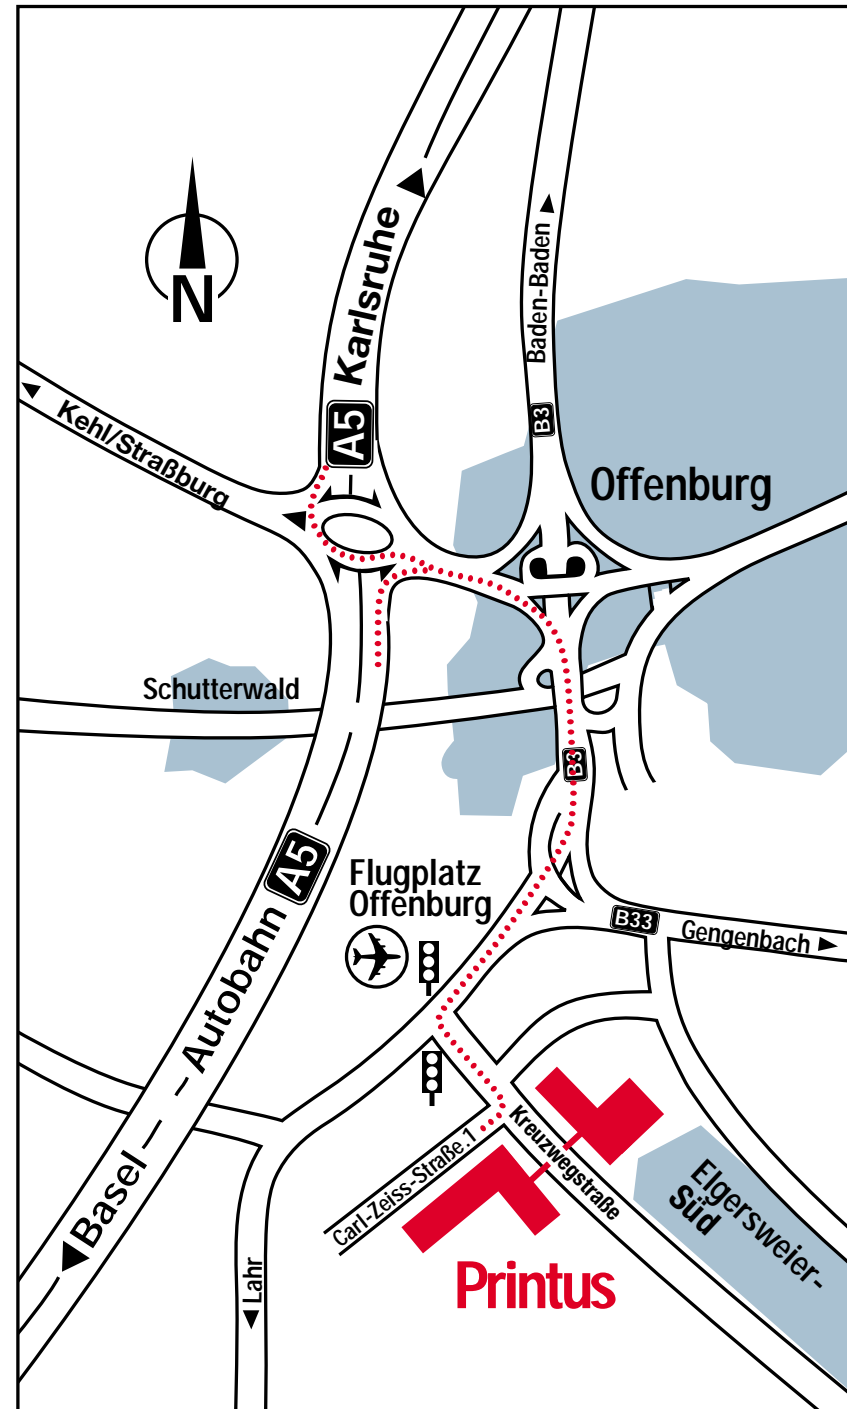 Karlsruhe
Baden-Baden
N
A5
B3
Kehl/Straßburg
Offenburg
Schutterwald
B3
A5
Flugplatz
Offenburg
B33
Gengenbach
Autobahn
Basel
Kreuzwegstraße
Carl-Zeiss-Straße.1
Elgersweier-
Süd
Lahr
Printus